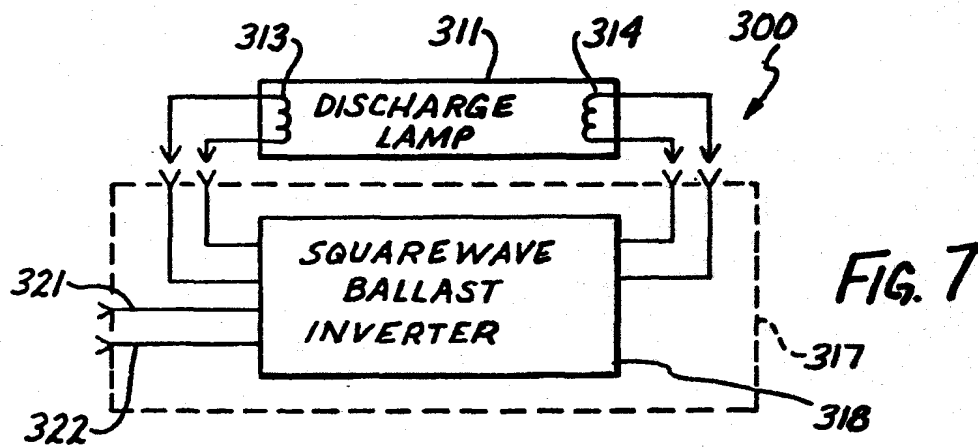 313
311
314
300
DISCHARGE
LAMP
SQUAREWAVE
BALLAST
INVERTER
321
322
FIG. 7
317
318